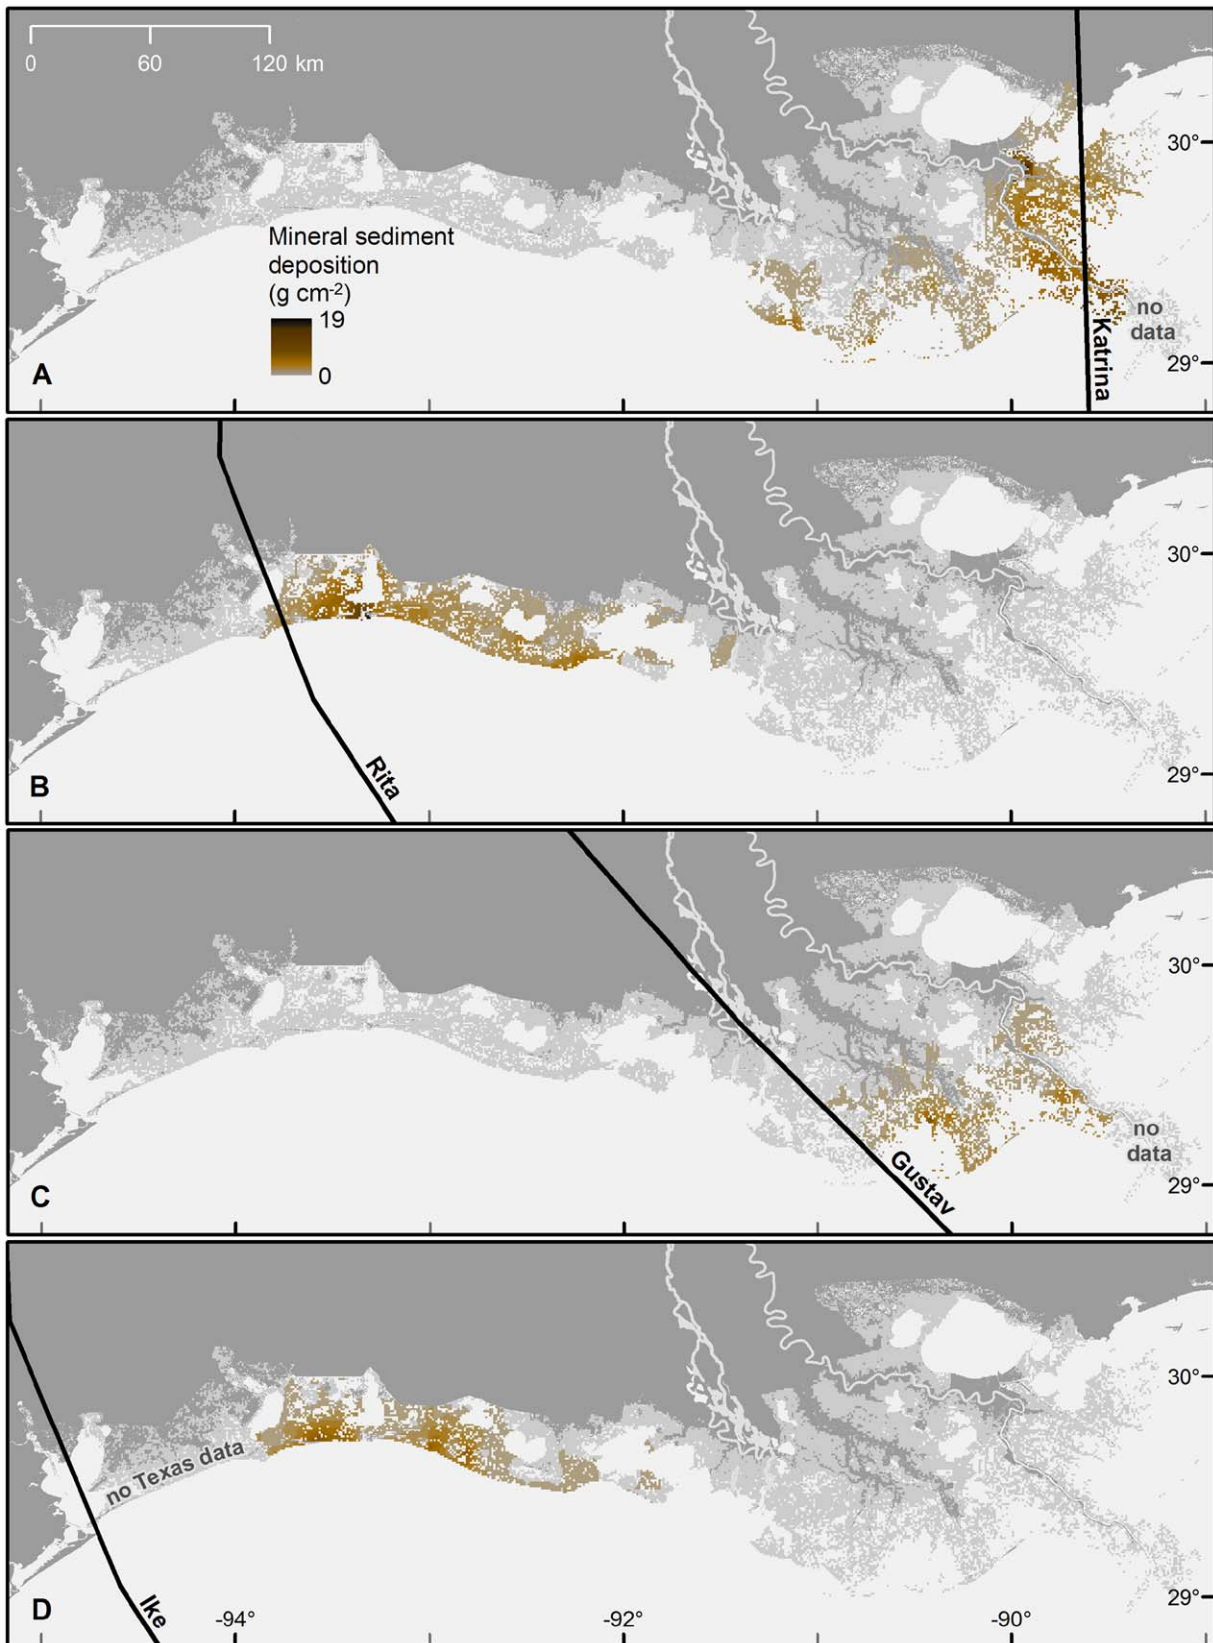 0 60 120 km
30°
Mineral sediment
deposition
(g cm-2)
19
0
no
data
Katrina
29°
A
30°
Rita
29°
B
30°
no
data
Gustav
29°
C
30°
no Texas data
Ike
29°
D
-94° -92° -90°